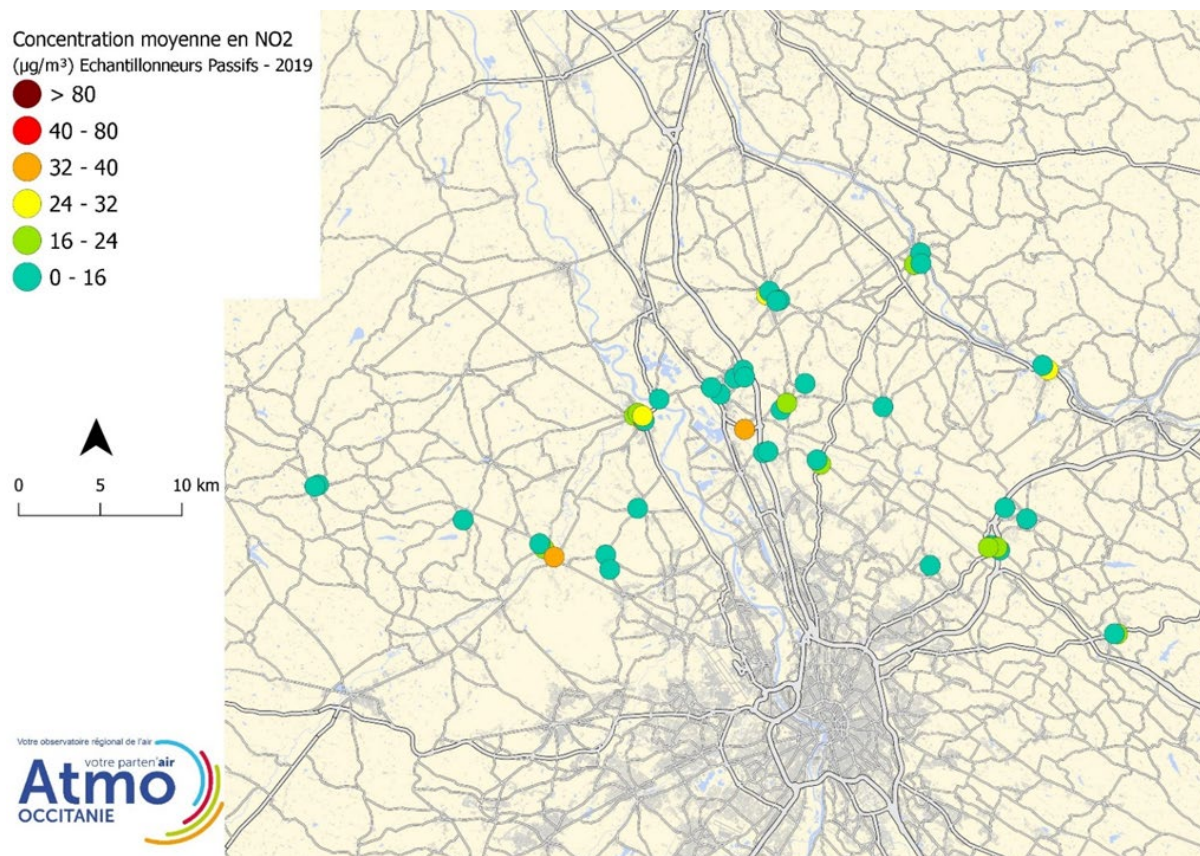 Concentration moyenne en NO2
(µg/m³) Echantillonneurs Passifs - 2019
> 80
40 - 80
32 - 40
24 - 32
16 - 24
0 - 16
0 5 10 km
Votre observatoire régional de l'air
votre parten'air
Atmo
OCCITANIE